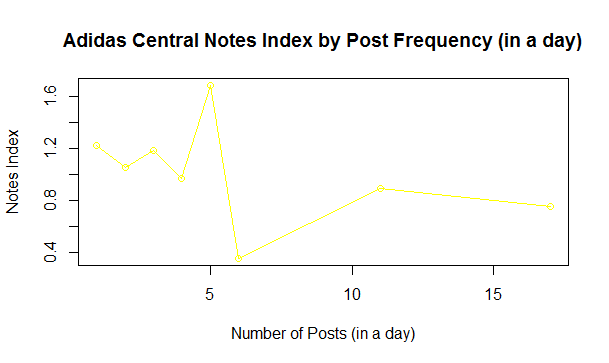 Adidas Central Notes Index by Post Frequency (in a day)
Notes Index
1.6
1.2
0.8
0.4
5
10
15
Number of Posts (in a day)